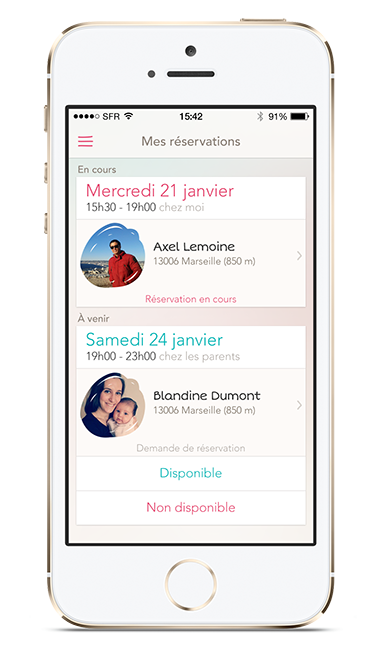 SFR 15:42 91%
Mes réservations
En cours
Mercredi 21 janvier
15h30 - 19h00 chez moi
Axel Lemoine
13006 Marseille (850 m)
Réservation en cours
À venir
Samedi 24 janvier
19h00 - 23h00 chez les parents
Blandine Dumont
13006 Marseille (850 m)
Demande de réservation
Disponible
Non disponible